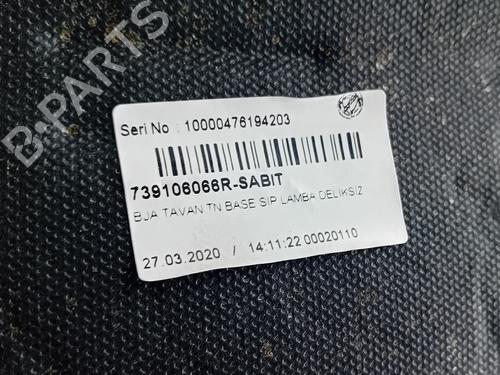 B-PARTS
Seri No : 10000476194203
739106066R-SABIT
BJA TAVAN TN BASE SIP LAMBA DELIKSIZ
27.03.2020 / 14:11:22 00020110